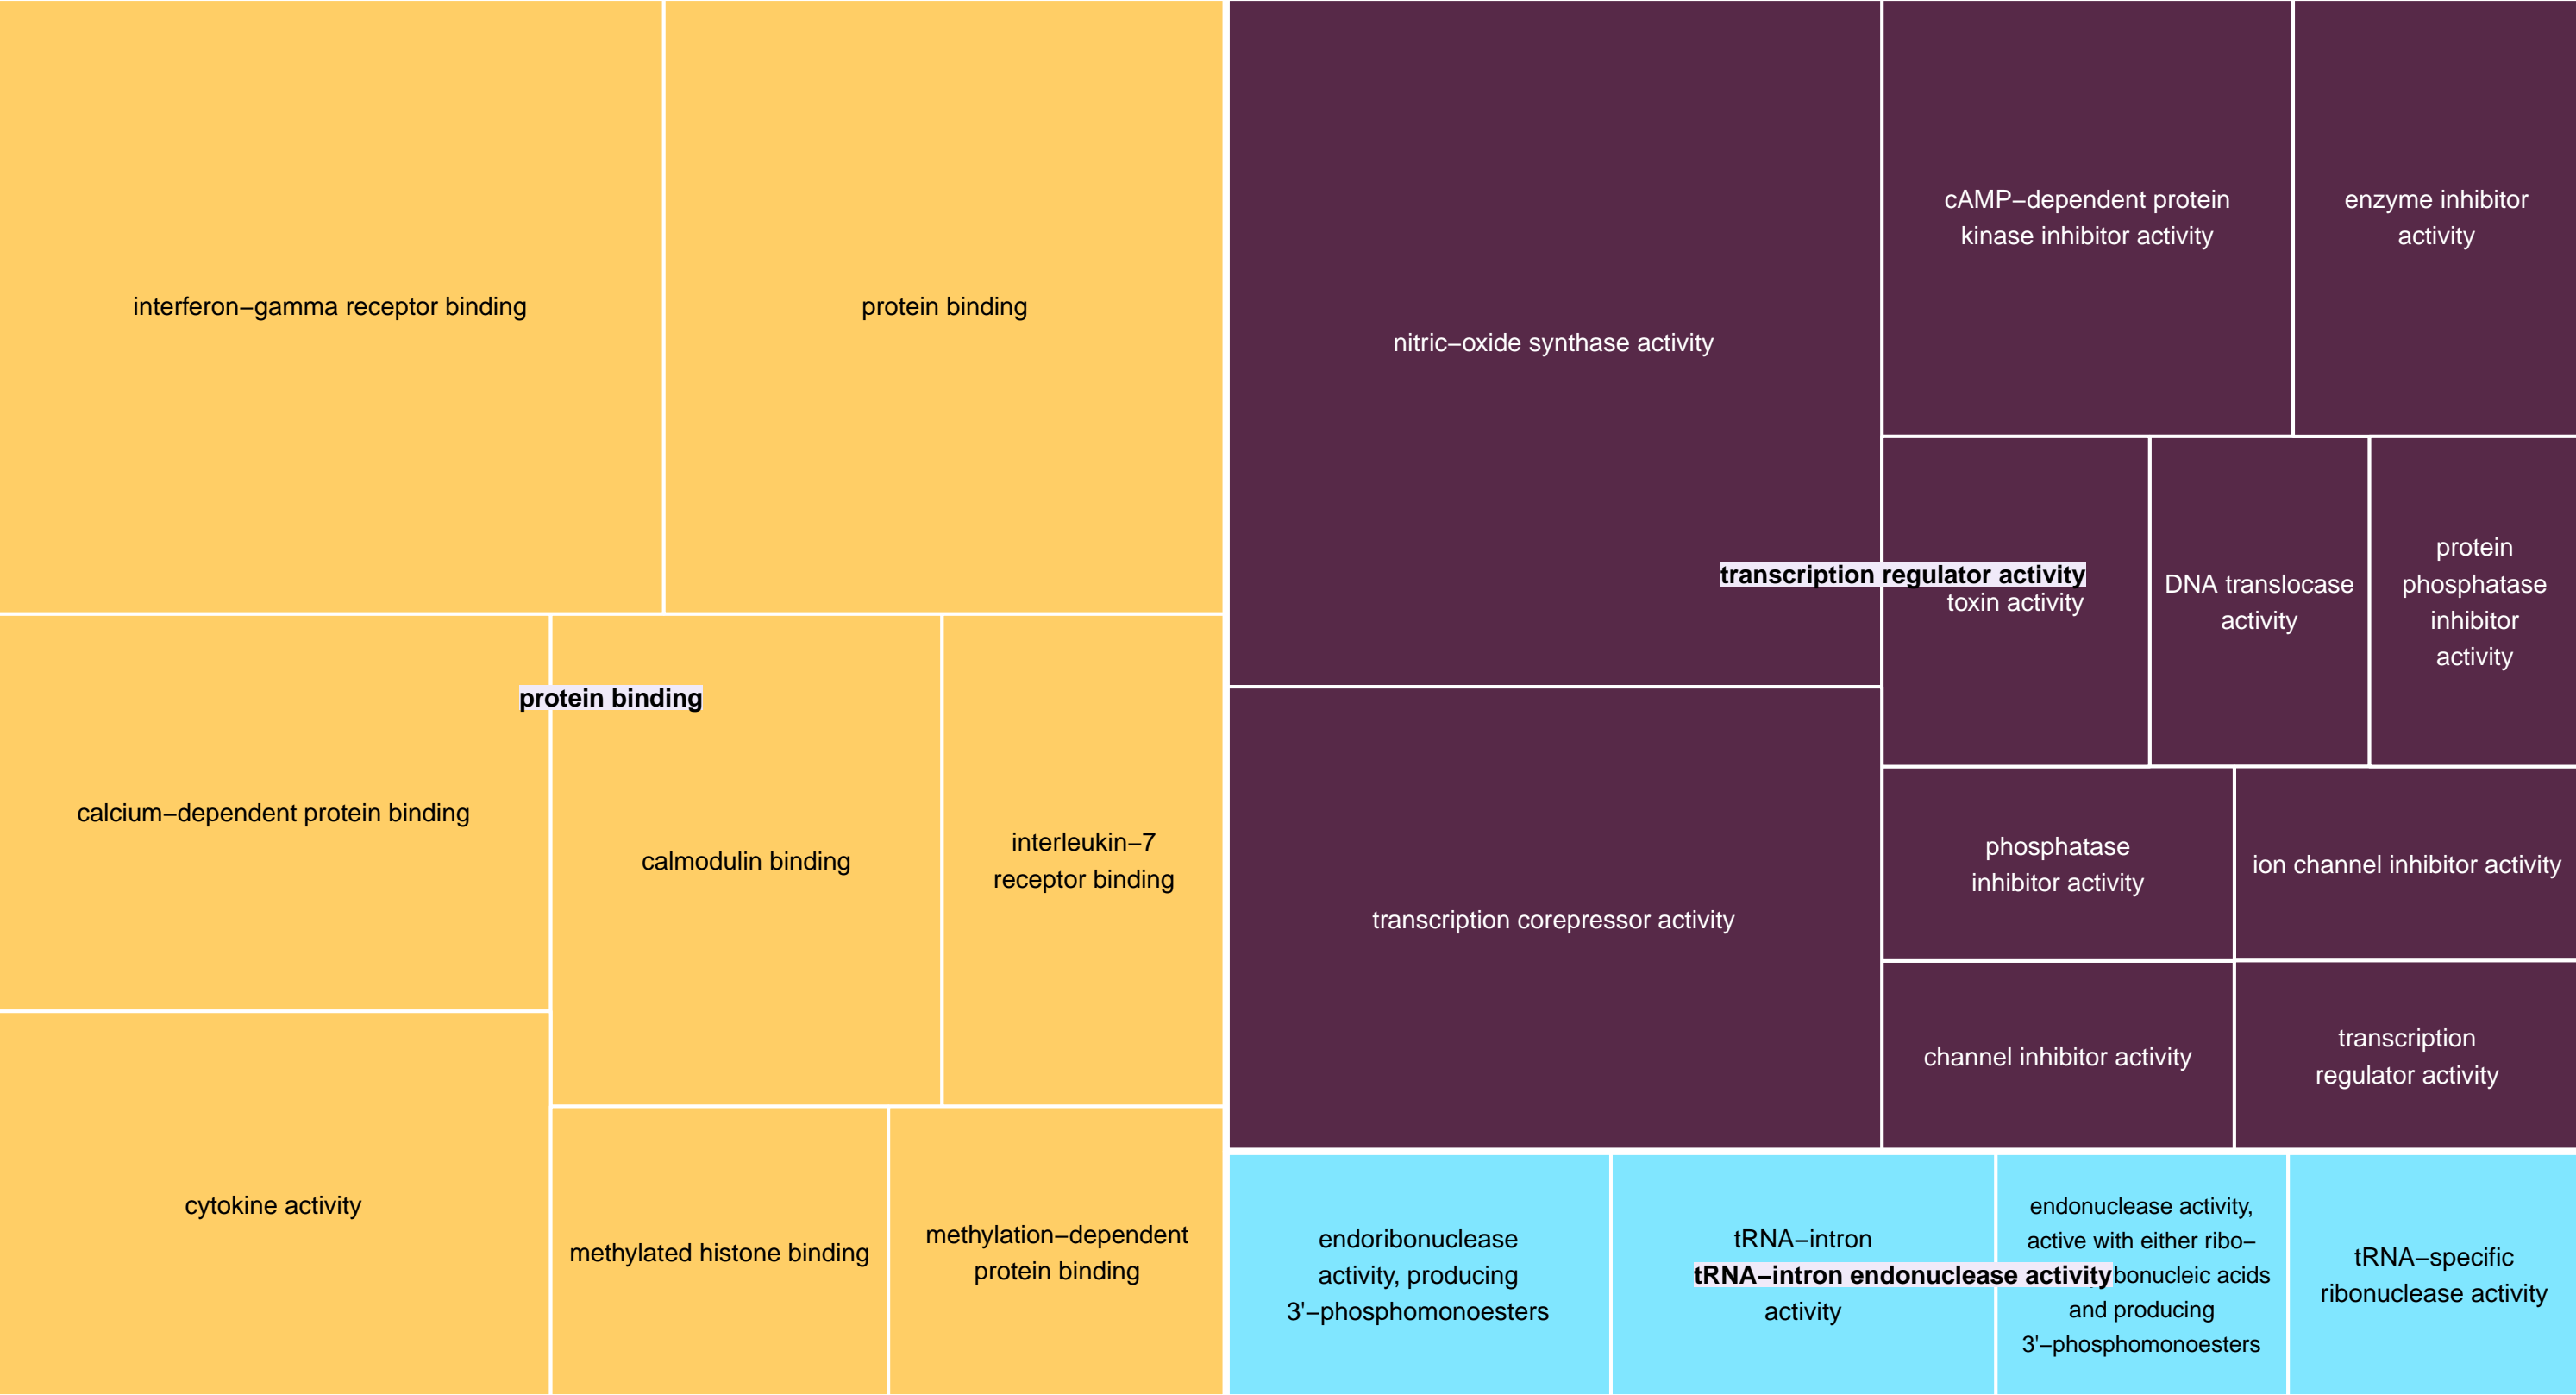 interferon−gamma receptor binding
protein binding
protein binding
calcium−dependent protein binding
calmodulin binding
interleukin−7
receptor binding
cytokine activity
methylated histone binding
methylation−dependent
protein binding
nitric−oxide synthase activity
cAMP−dependent protein
kinase inhibitor activity
enzyme inhibitor
activity
transcription regulator activity
toxin activity
DNA translocase
activity
protein
phosphatase
inhibitor
activity
transcription corepressor activity
phosphatase
inhibitor activity
ion channel inhibitor activity
channel inhibitor activity
transcription
regulator activity
endoribonuclease
activity, producing
3'−phosphomonoesters
tRNA−intron
tRNA−intron endonuclease activity
activity
endonuclease activity,
active with either ribo−
bonucleic acids
and producing
3'−phosphomonoesters
tRNA−specific
ribonuclease activity